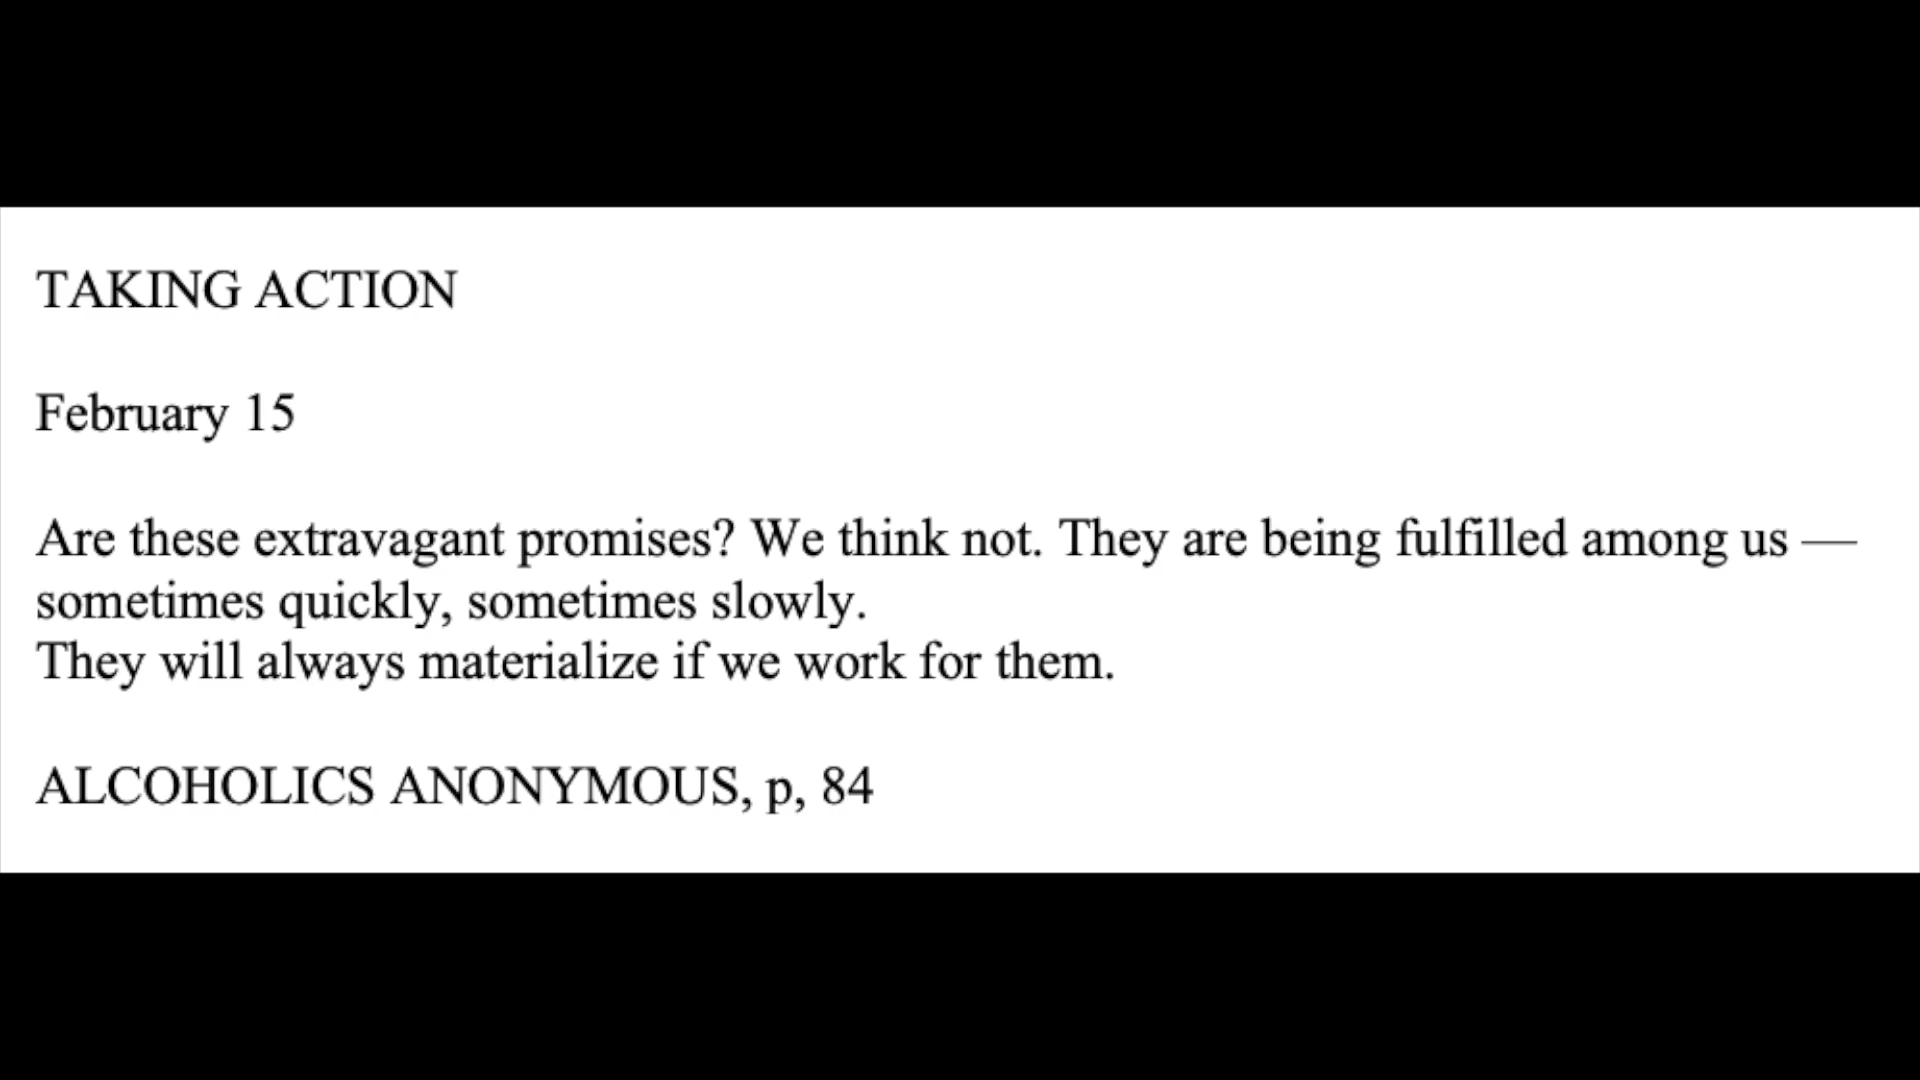 TAKING ACTION
February 15
Are these extravagant promises? We think not. They are being fulfilled among us —
sometimes quickly, sometimes slowly.
They will always materialize if we work for them.
ALCOHOLICS ANONYMOUS, p, 84